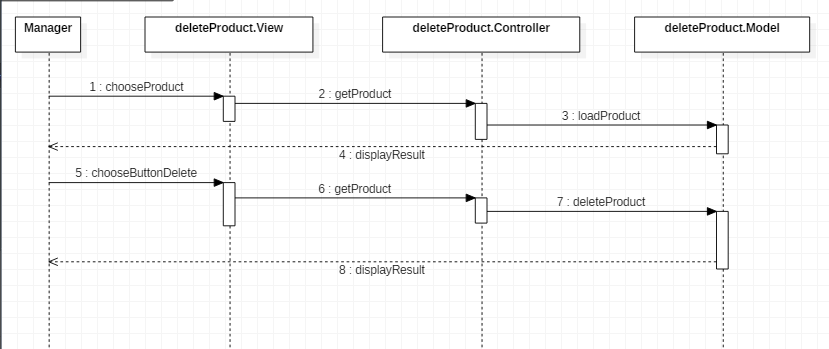 Manager
deleteProduct.View
deleteProduct.Controller
deleteProduct.Model
1 : chooseProduct
2 : getProduct
3 : loadProduct
4 : displayResult
5 : chooseButtonDelete
6 : getProduct
7 : deleteProduct
8 : displayResult